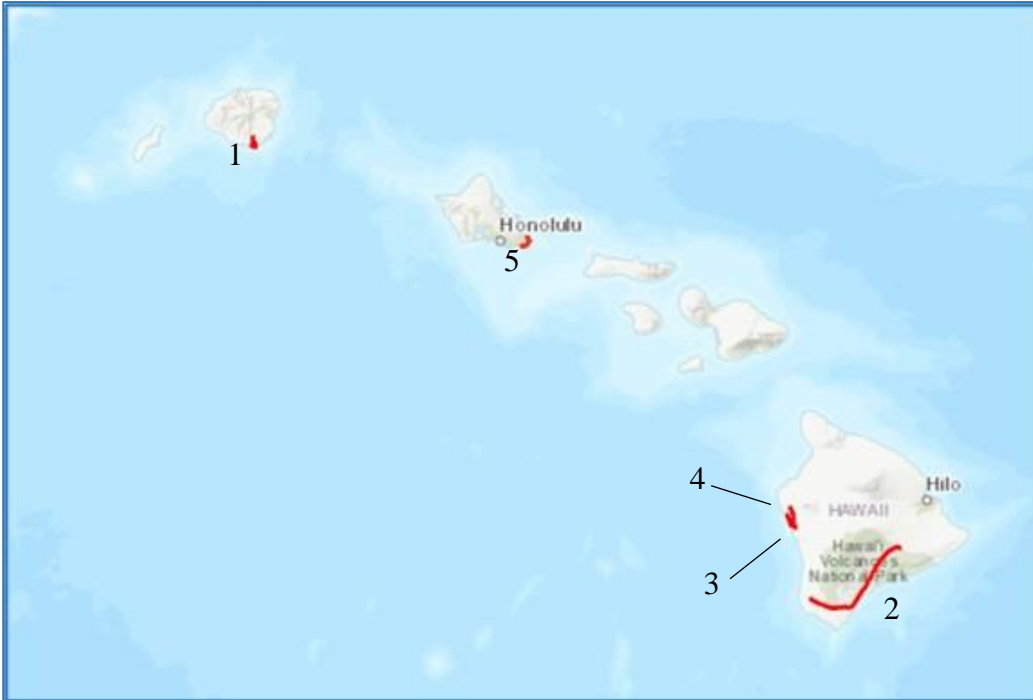 1
Honolulu
5
4
Hilo
HAWAII
3
Hawai'i
Volcanoes
National Park
2